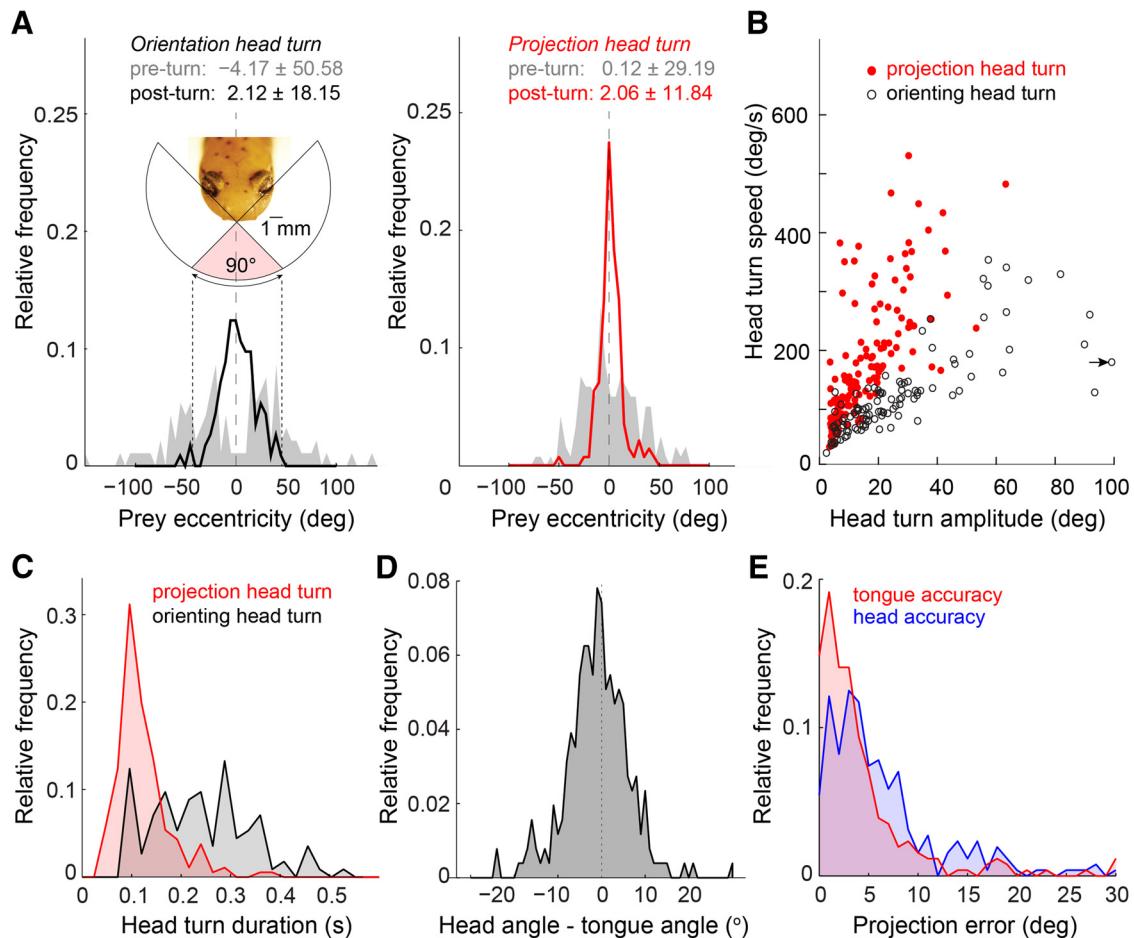 A
Orientation head turn
pre-turn: −4.17 ± 50.58
post-turn: 2.12 ± 18.15
0.25
0.2
0.1
0
Relative frequency
1 mm
90°
−100 −50 0 50 100
Prey eccentricity (deg)
Projection head turn
pre-turn: 0.12 ± 29.19
post-turn: 2.06 ± 11.84
0.25
0.2
0.1
0
Relative frequency
0 −100 −50 0 50 100
Prey eccentricity (deg)
B
projection head turn
orienting head turn
600
400
200
0
Head turn speed (deg/s)
0 20 40 60 80 100
Head turn amplitude (deg)
C
projection head turn
orienting head turn
0.3
0.2
0.1
0
Relative frequency
0 0.1 0.2 0.3 0.4 0.5
Head turn duration (s)
D
0.08
0.06
0.04
0.02
0
Relative frequency
−20 −10 0 10 20
Head angle - tongue angle (°)
E
tongue accuracy
head accuracy
0.2
0.1
0
Relative frequency
0 5 10 15 20 25 30
Projection error (deg)